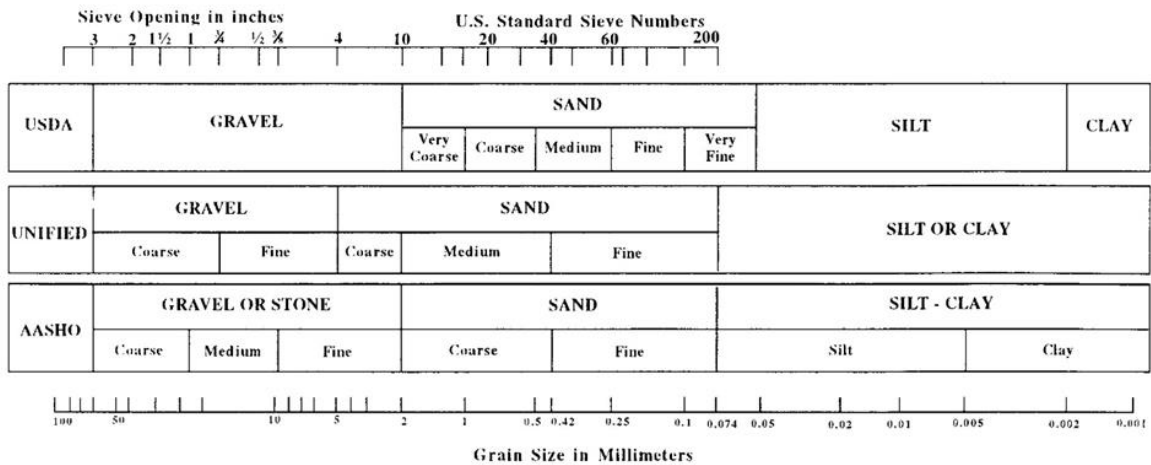 Sieve Opening in inches U.S. Standard Sieve Numbers
3 2 1½ 1 ¾ ½ ⅜ 4 10 20 40 60 200
USDA GRAVEL SAND SILT CLAY
Very Coarse Coarse Medium Fine Very Fine
UNIFIED GRAVEL SAND SILT OR CLAY
Coarse Fine Coarse Medium Fine
AASHO GRAVEL OR STONE SAND SILT - CLAY
Coarse Medium Fine Coarse Fine Silt Clay
100 50 10 5 2 1 0.5 0.42 0.25 0.1 0.074 0.05 0.02 0.01 0.005 0.002 0.001
Grain Size in Millimeters